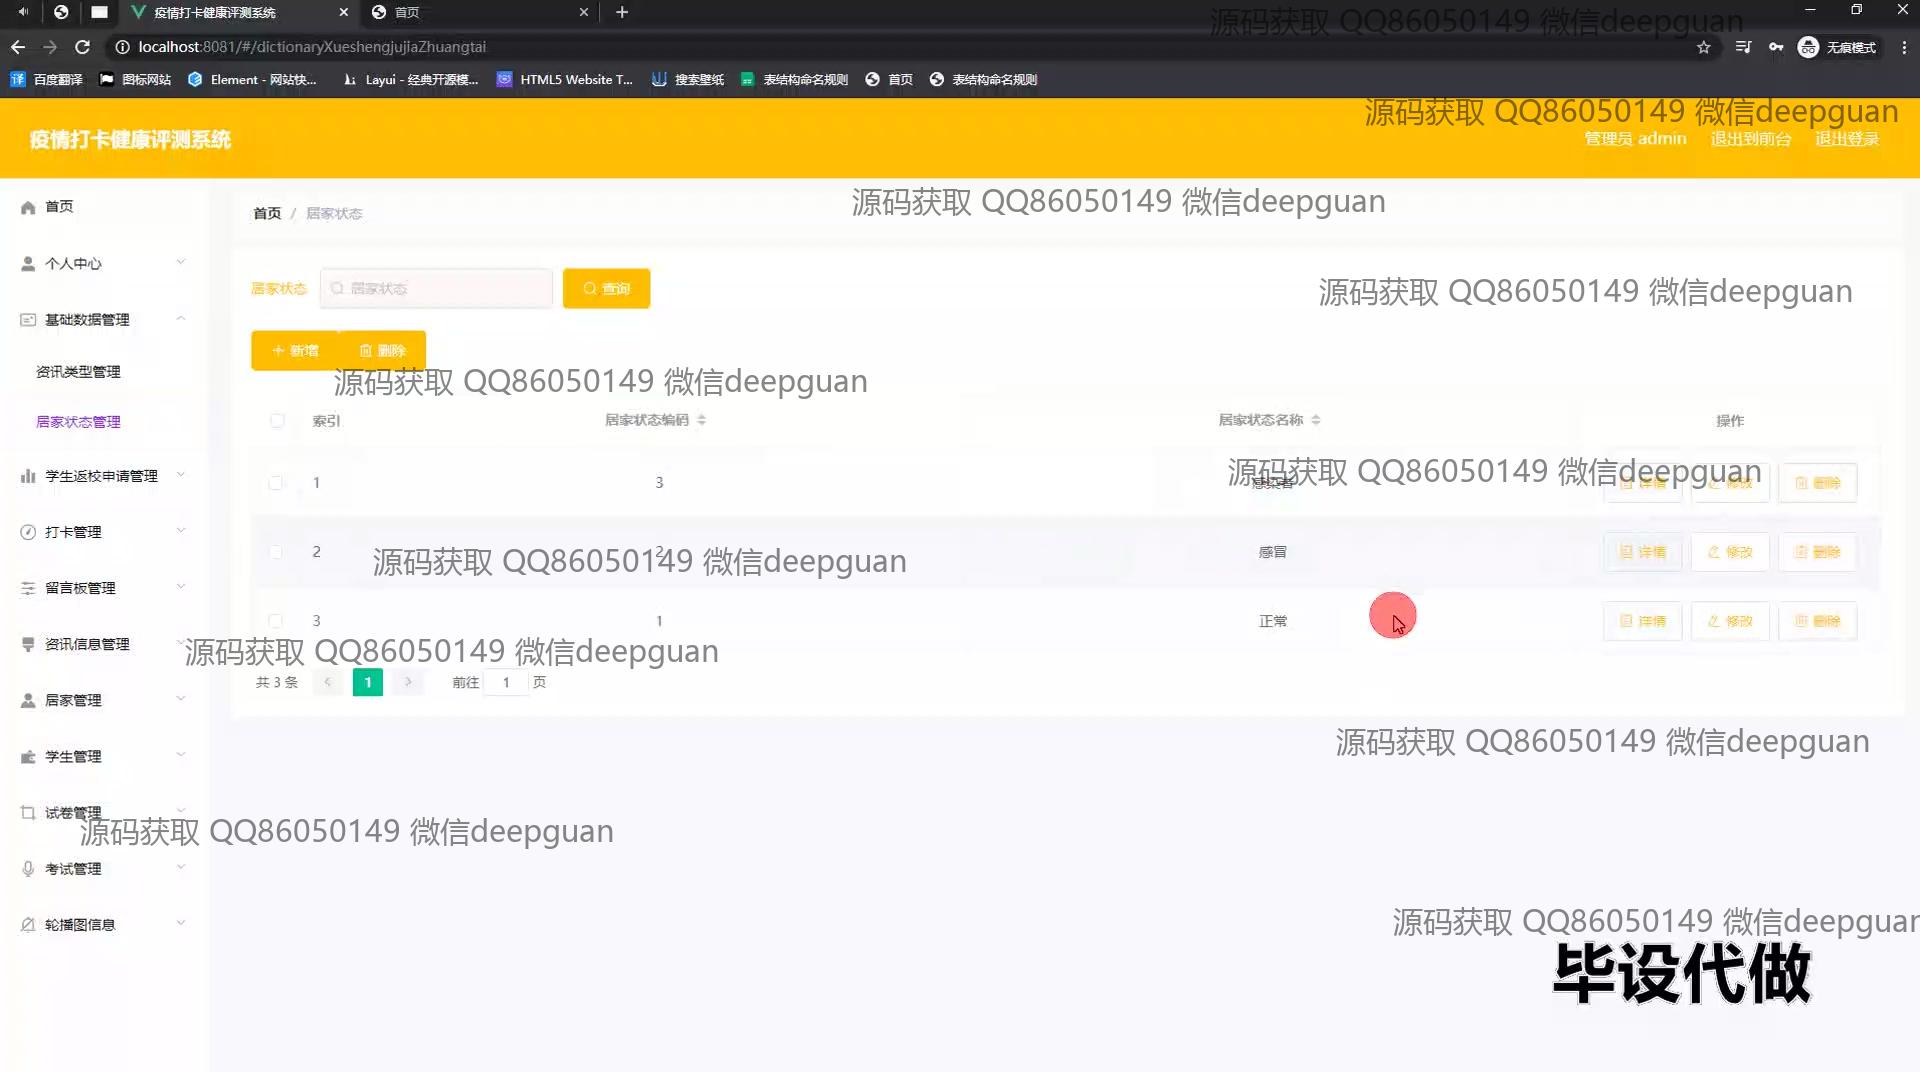 疫情打卡健康评测系统
首页
源码获取 QQ86050149 微信deepguan
localhost:8081/#/dictionaryXueshengjujiaZhuangtai
无痕模式
百度翻译
图标网站
Element - 网站快...
Layui - 经典开源模...
HTML5 Website T...
搜索壁纸
表结构命名规则
首页
表结构命名规则
源码获取 QQ86050149 微信deepguan
疫情打卡健康评测系统
管理员 admin
退出到前台
退出登录
源码获取 QQ86050149 微信deepguan
首页
个人中心
基础数据管理
资讯类型管理
居家状态管理
学生返校申请管理
打卡管理
留言板管理
资讯信息管理
居家管理
学生管理
试卷管理
考试管理
轮播图信息
首页 / 居家状态
居家状态
居家状态
查询
源码获取 QQ86050149 微信deepguan
新增
删除
源码获取 QQ86050149 微信deepguan
索引 居家状态编码 居家状态名称 操作
源码获取 QQ86050149 微信deepguan
1 3 感染者 详情 修改 删除
2 2 感冒 详情 修改 删除
源码获取 QQ86050149 微信deepguan
3 1 正常 详情 修改 删除
源码获取 QQ86050149 微信deepguan
共 3 条 1 前往 1 页
源码获取 QQ86050149 微信deepguan
源码获取 QQ86050149 微信deepguan
源码获取 QQ86050149 微信deepguan
毕设代做